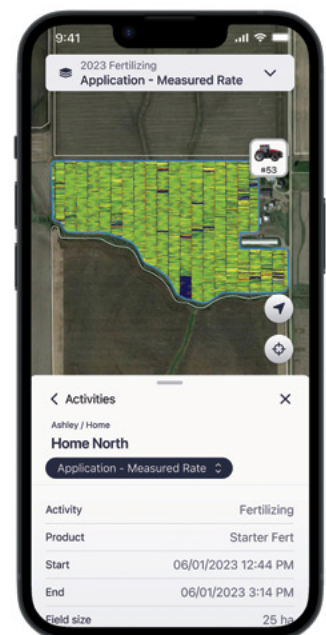 9:41
2023 Fertilizing
Application - Measured Rate
#53
Activities
Ashley / Home
Home North
Application - Measured Rate
Activity Fertilizing
Product Starter Fert
Start 06/01/2023 12:44 PM
End 06/01/2023 3:14 PM
Field size 25 ha